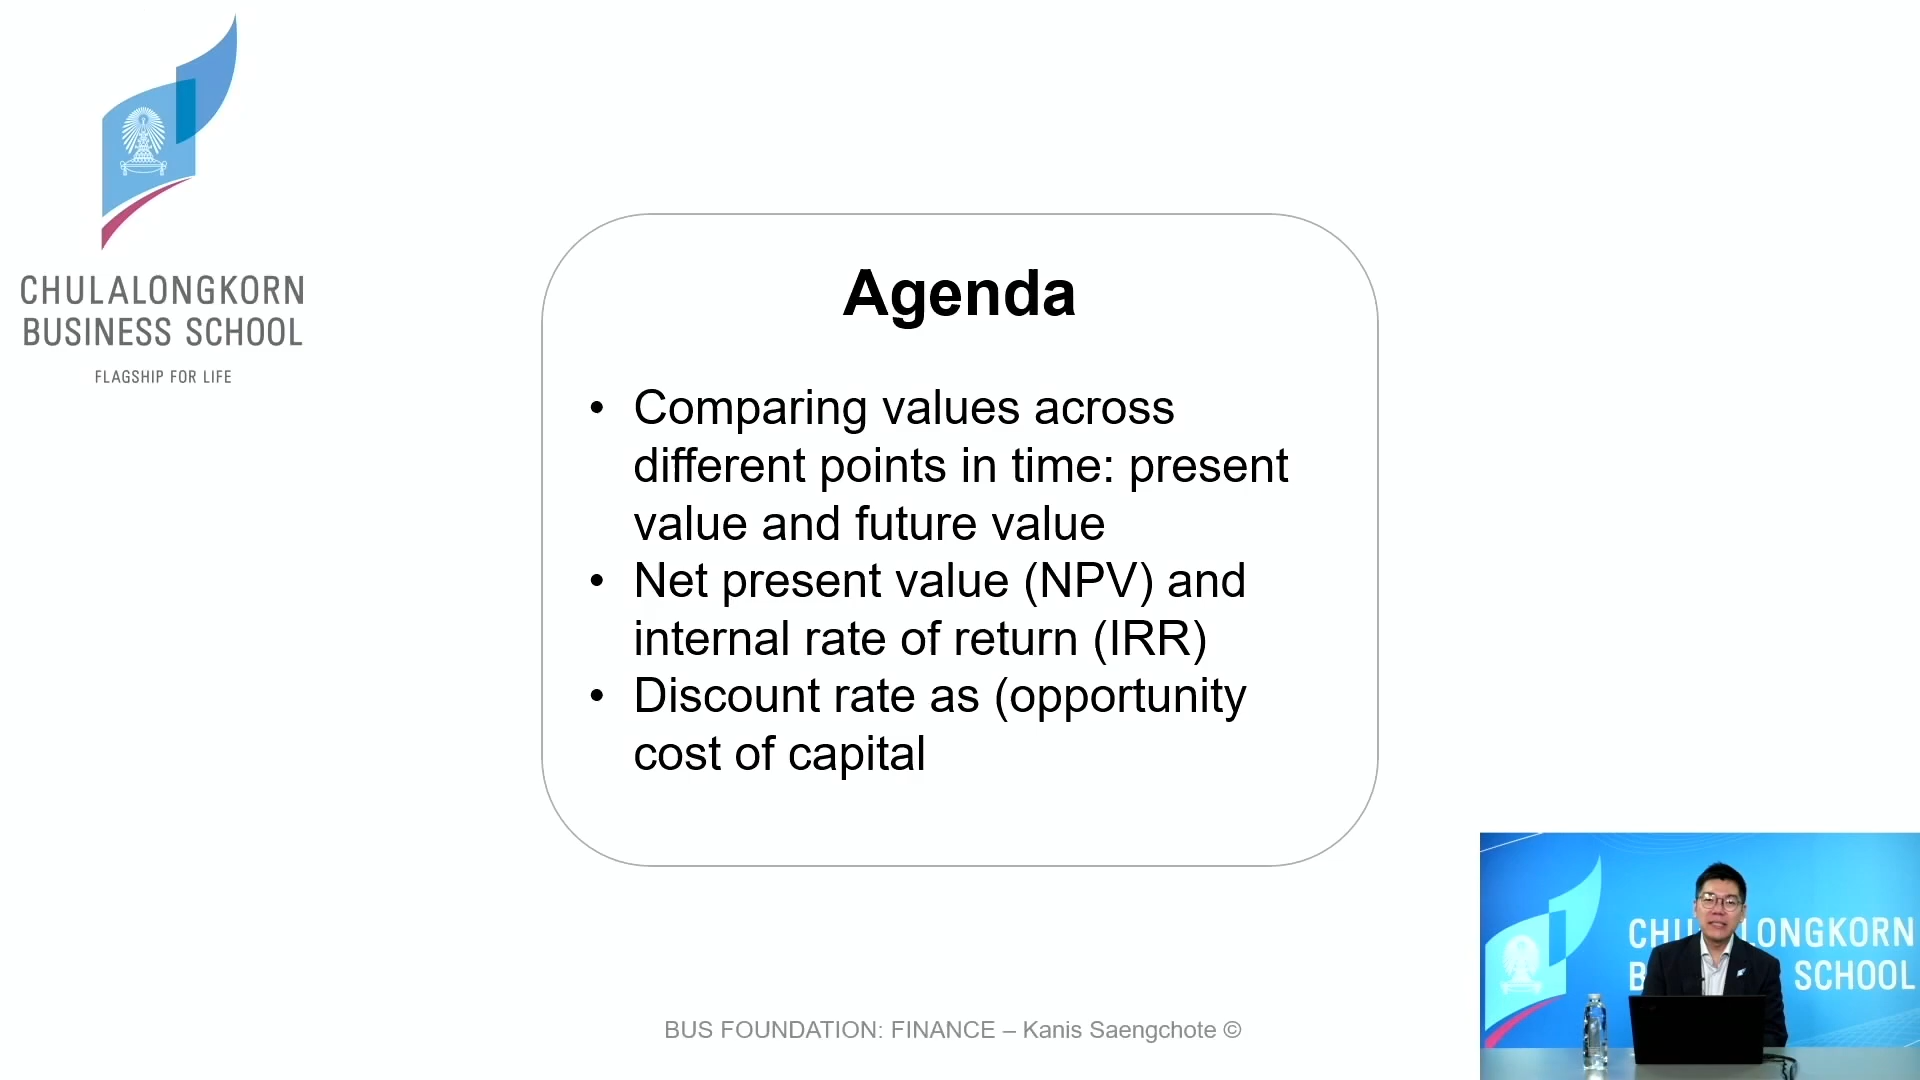 CHULALONGKORN
BUSINESS SCHOOL
FLAGSHIP FOR LIFE
Agenda
• Comparing values across
different points in time: present
value and future value
• Net present value (NPV) and
internal rate of return (IRR)
• Discount rate as (opportunity
cost of capital
CHU LONGKORN
B SCHOOL
BUS FOUNDATION: FINANCE – Kanis Saengchote ©